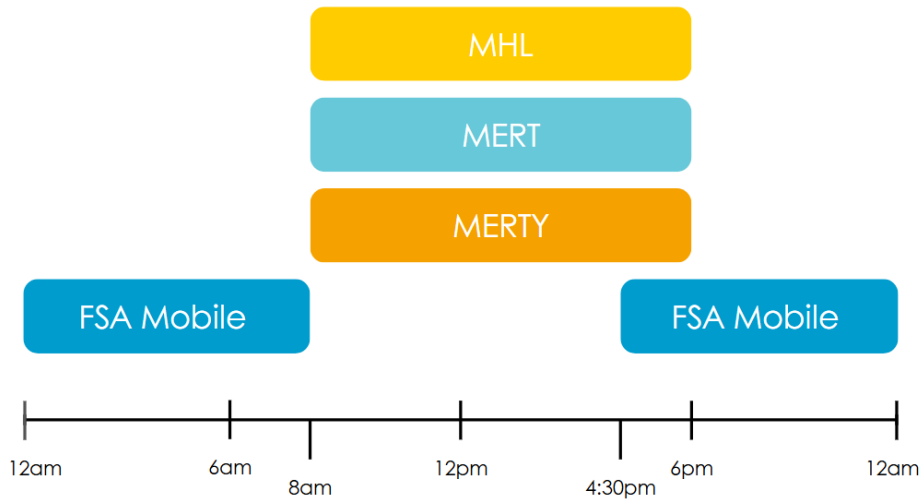 MHL
MERT
MERTY
FSA Mobile
FSA Mobile
12am
6am
8am
12pm
4:30pm
6pm
12am